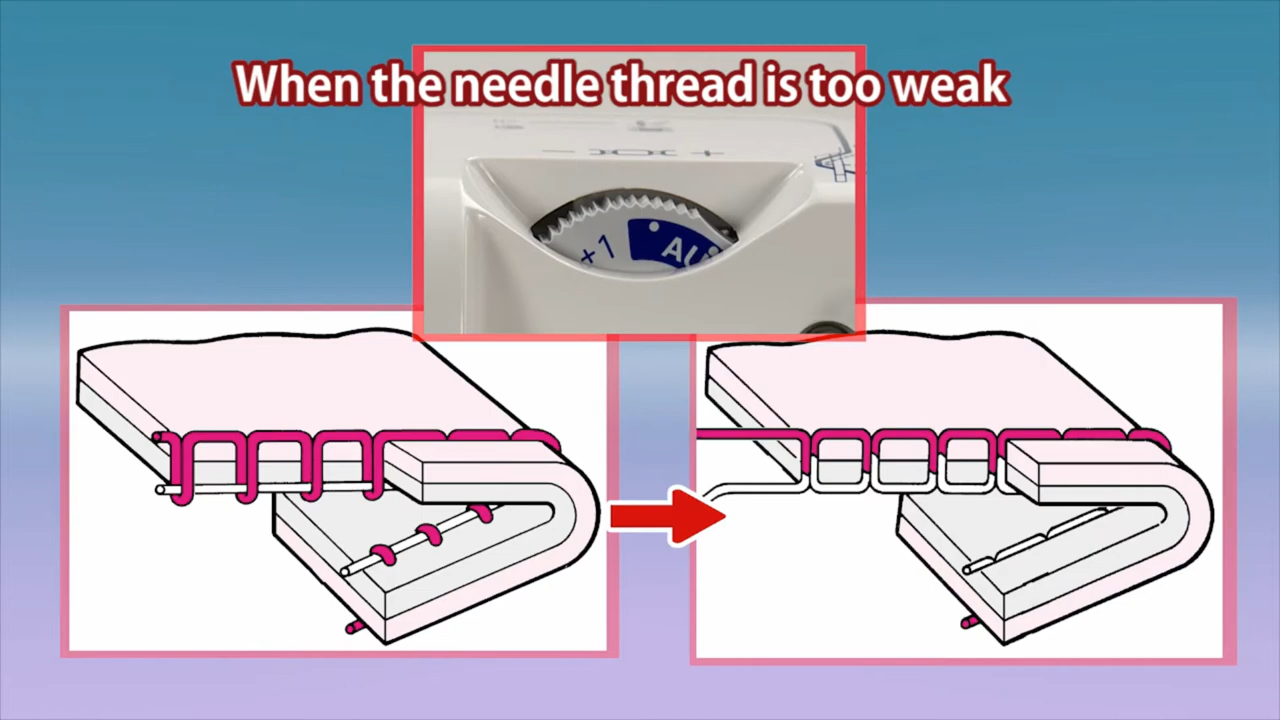 When the needle thread is too weak
- +
+1 AU